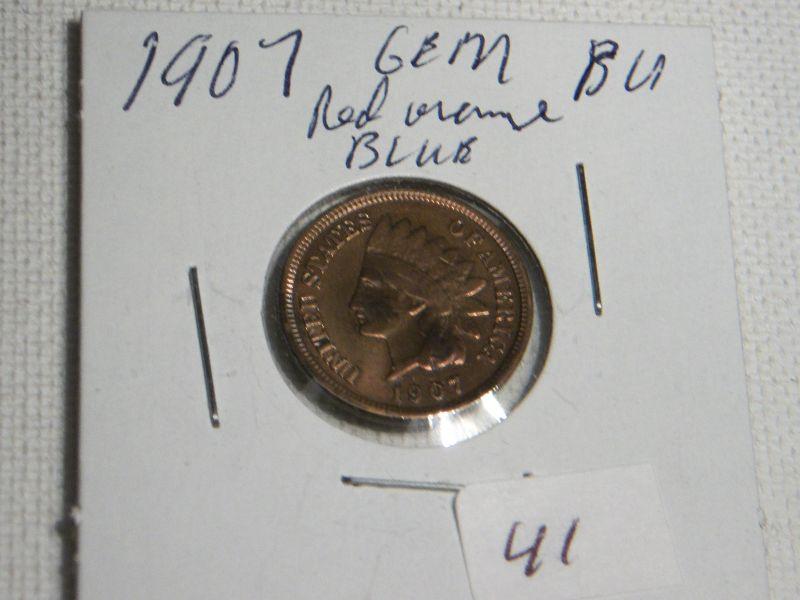 1907 GEM BU
Red orange
BLUE
UNITED STATES OF AMERICA
1907
41